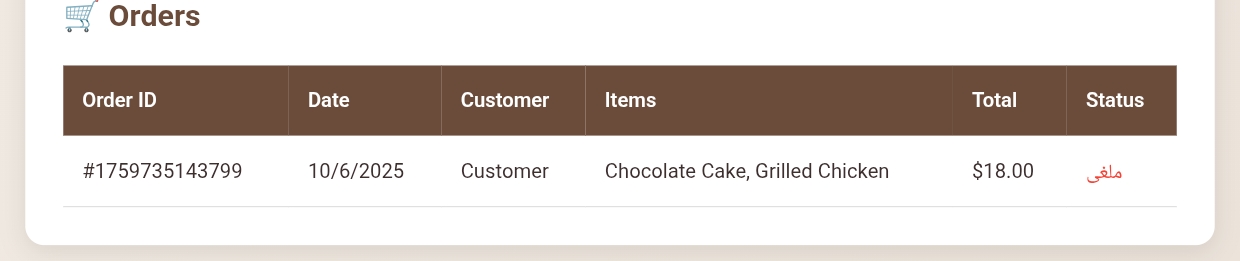 Orders
Order ID Date Customer Items Total Status
#1759735143799 10/6/2025 Customer Chocolate Cake, Grilled Chicken $18.00 ملغى